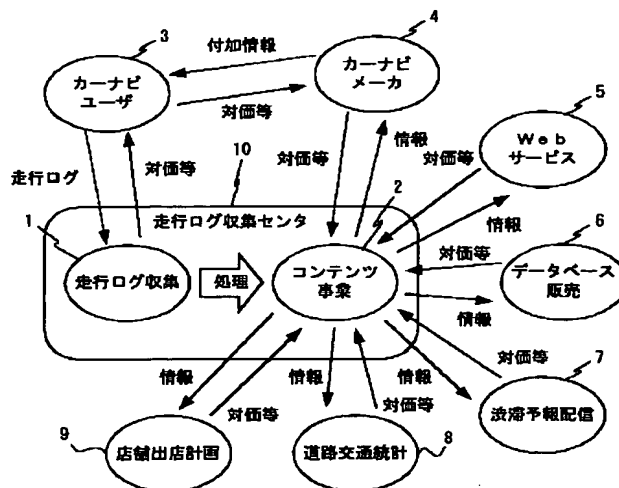 3
カーナビ
ユーザ
付加情報
対価等
4
カーナビ
メーカ
走行ログ
対価等
10
対価等
情報
対価等
5
Web
サービス
情報
1
走行ログ収集センタ
2
走行ログ収集
処理
コンテンツ
事業
対価等
6
データベース
販売
情報
情報
対価等
情報
対価等
情報
対価等
7
渋滞予報配信
9
店舗出店計画
道路交通統計
8